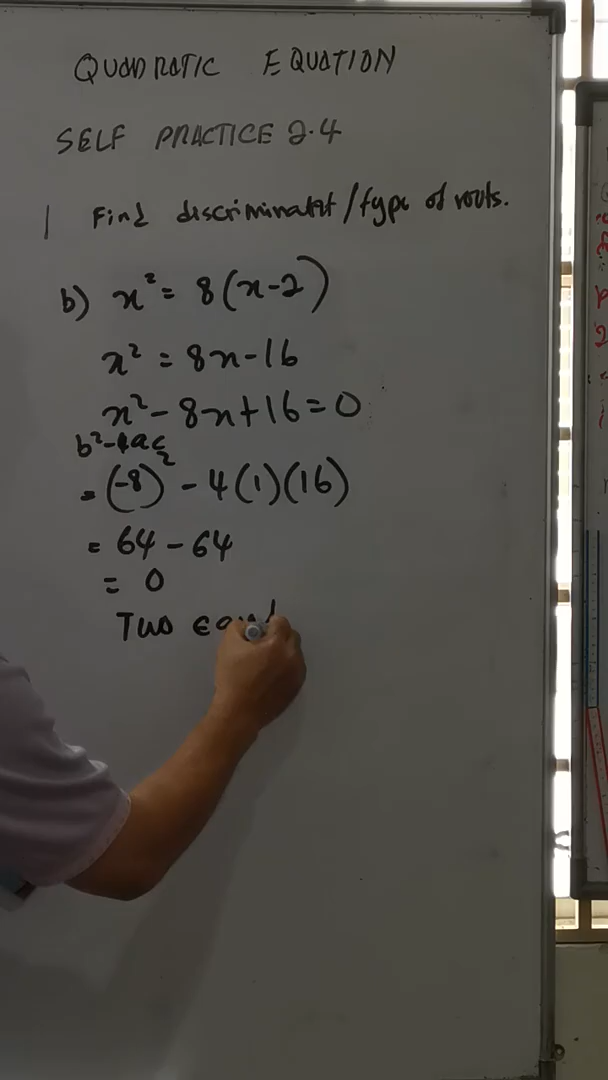 QUADRATIC EQUATION
SELF PRACTICE 2.4
1 Find discriminant/type of roots.
b) x² = 8(x-2)
x² = 8x-16
x² - 8x+16=0
b²-4ac
= (-8)² - 4(1)(16)
= 64 - 64
= 0
Two